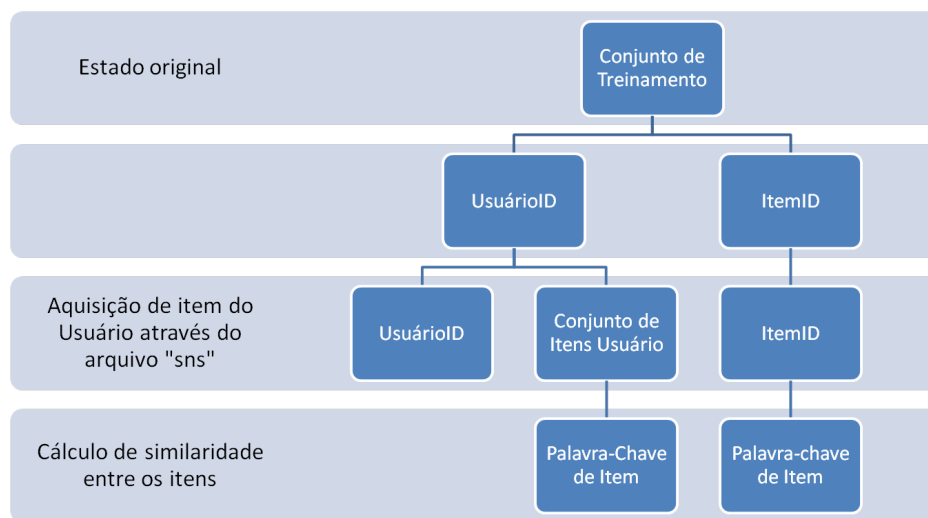 Estado original
Conjunto de
Treinamento
UsuárioID
ItemID
Aquisição de item do
Usuário através do
arquivo "sns"
UsuárioID
Conjunto de
Itens Usuário
ItemID
Cálculo de similaridade
entre os itens
Palavra-Chave
de Item
Palavra-chave
de Item